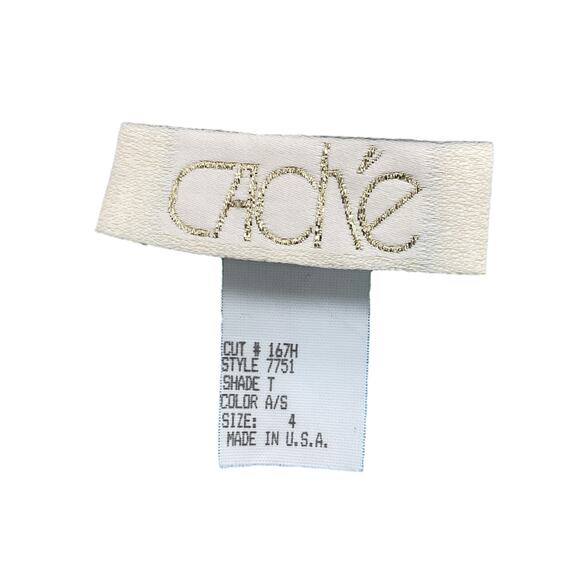 CAché
CUT # 167H
STYLE 7751
SHADE T
COLOR A/S
SIZE: 4
MADE IN U.S.A.